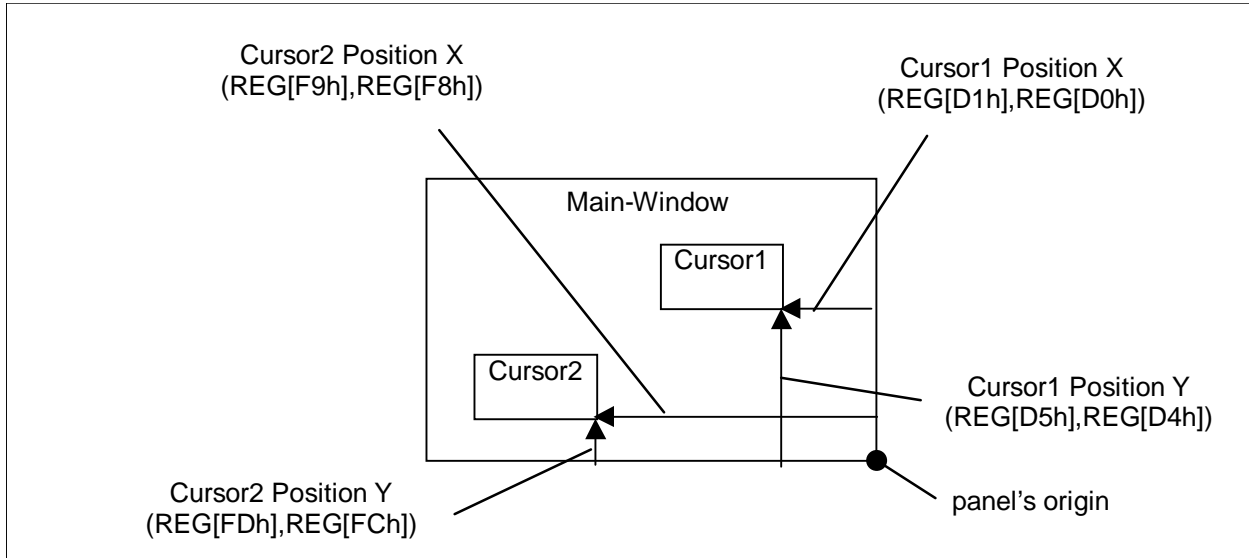 Cursor2 Position X
(REG[F9h],REG[F8h])
Cursor1 Position X
(REG[D1h],REG[D0h])
Main-Window
Cursor1
Cursor2
Cursor1 Position Y
(REG[D5h],REG[D4h])
Cursor2 Position Y
(REG[FDh],REG[FCh])
panel's origin